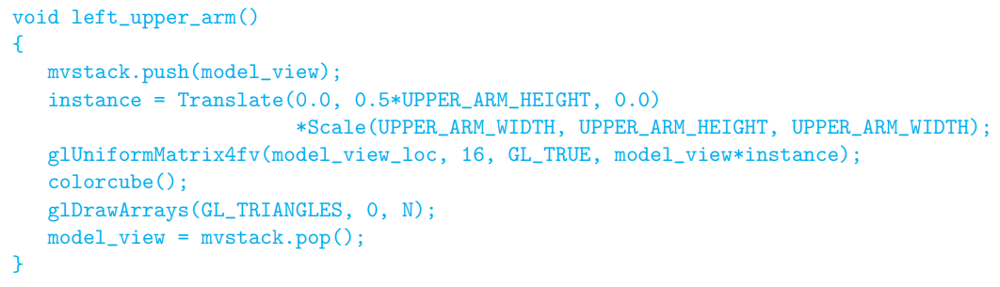 void left_upper_arm()
{
   mvstack.push(model_view);
   instance = Translate(0.0, 0.5*UPPER_ARM_HEIGHT, 0.0)
                        *Scale(UPPER_ARM_WIDTH, UPPER_ARM_HEIGHT, UPPER_ARM_WIDTH);
   glUniformMatrix4fv(model_view_loc, 16, GL_TRUE, model_view*instance);
   colorcube();
   glDrawArrays(GL_TRIANGLES, 0, N);
   model_view = mvstack.pop();
}